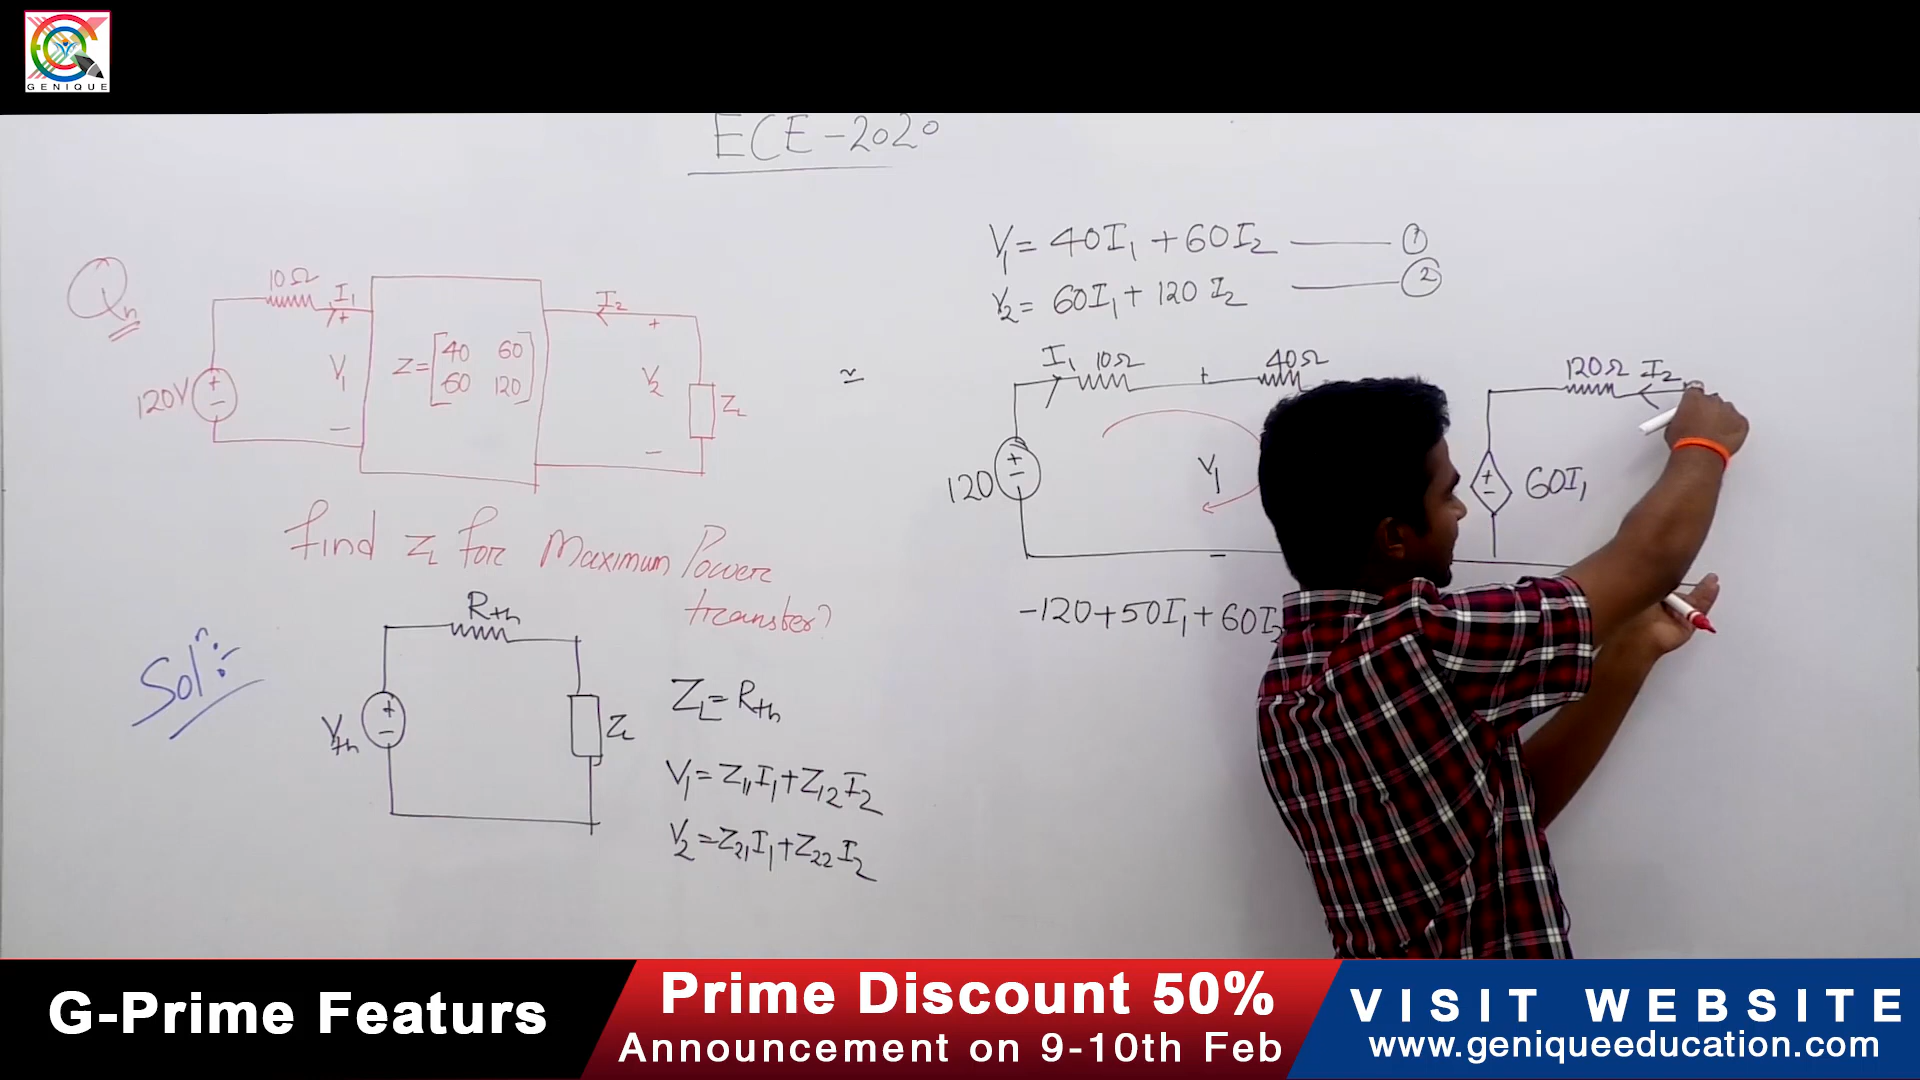 GENIQUE
ECE-2020
Qn
10Ω
I1
+
V1
-
120V
+
-
Z=[40 60
60 120]
I2
+
V2
-
ZL
Find ZL for Maximum Power
transfer?
Solⁿ:-
Rth
Vth
+
-
ZL
ZL=Rth
V1=Z11I1+Z12I2
V2=Z21I1+Z22I2
≃
V1= 40I1+60I2 ——— ①
V2= 60I1+120I2 ——— ②
I1 10Ω
+
40Ω
120
+
-
V1
-
120Ω I2
+
-
60I1
-120+50I1+60I2
G-Prime Featurs
Prime Discount 50%
Announcement on 9-10th Feb
VISIT WEBSITE
www.geniqueeducation.com